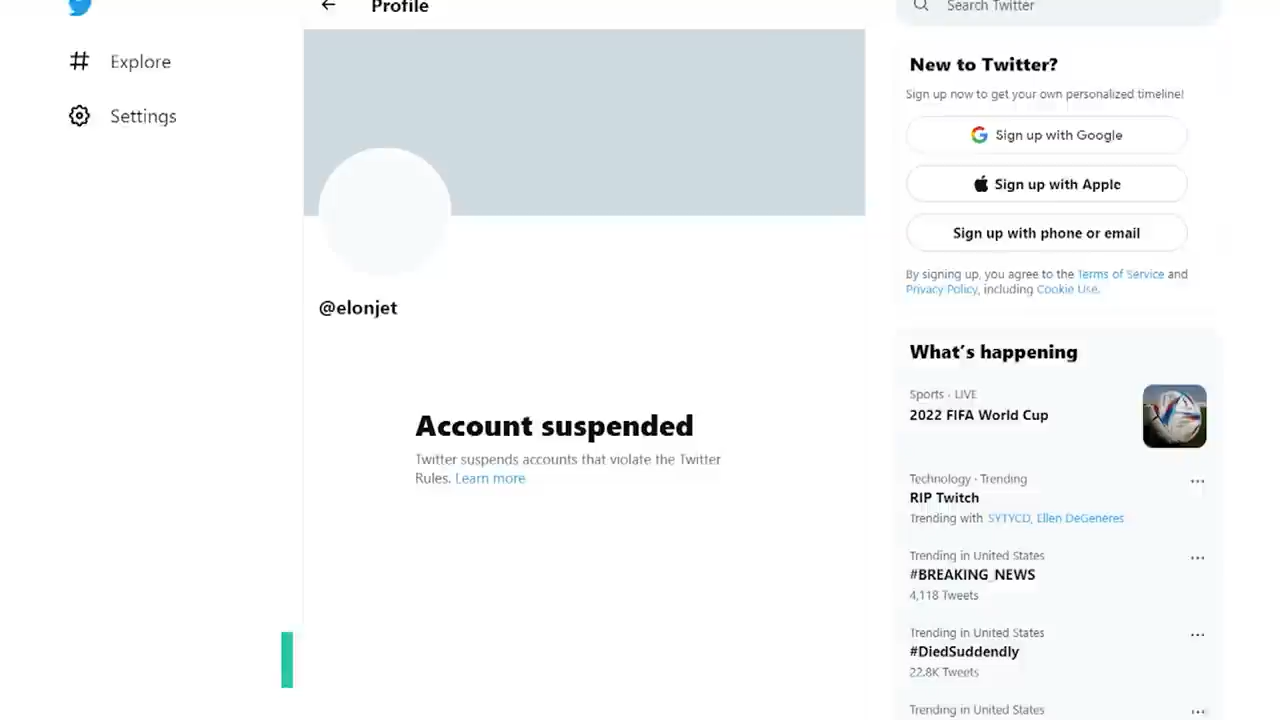 Profile
Search Twitter
Explore
Settings
@elonjet
Account suspended
Twitter suspends accounts that violate the Twitter
Rules. Learn more
New to Twitter?
Sign up now to get your own personalized timeline!
Sign up with Google
Sign up with Apple
Sign up with phone or email
By signing up, you agree to the Terms of Service and
Privacy Policy, including Cookie Use.
What's happening
Sports · LIVE
2022 FIFA World Cup
Technology · Trending
RIP Twitch
Trending with SYTYCD, Ellen DeGeneres
Trending in United States
#BREAKING_NEWS
4,118 Tweets
Trending in United States
#DiedSuddenly
22.8K Tweets
Trending in United States